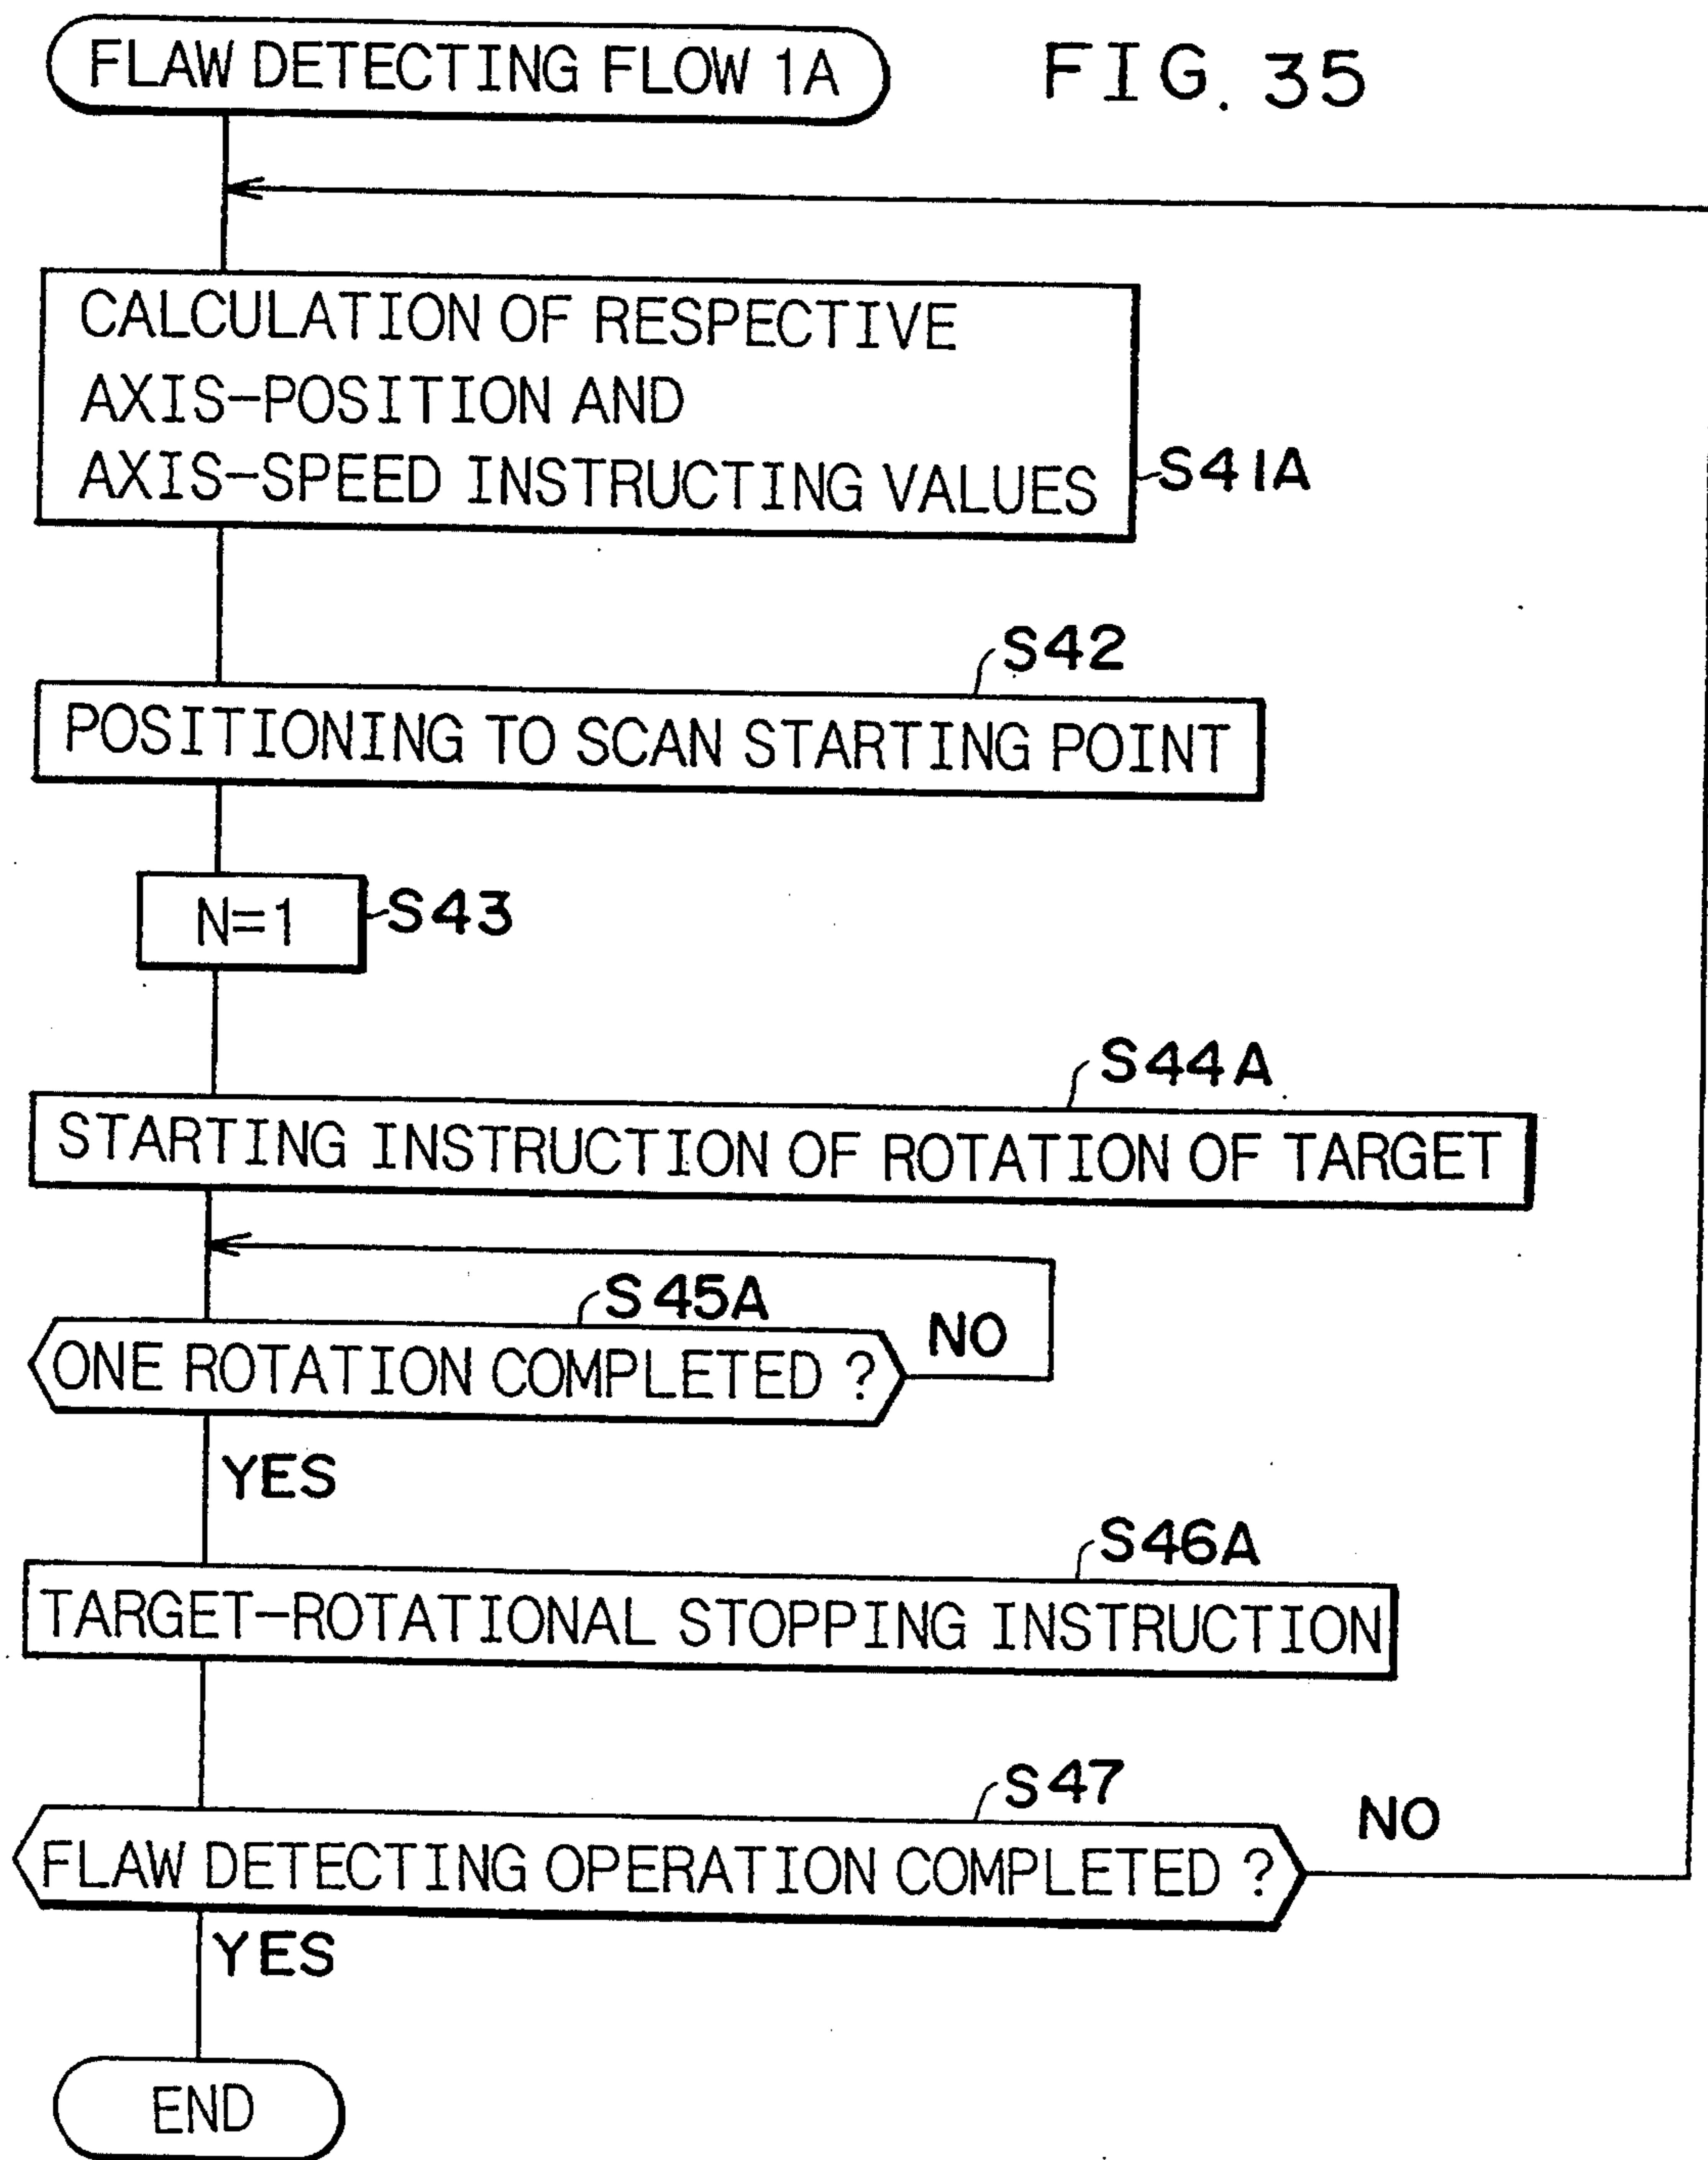 FLAW DETECTING FLOW 1A
FIG. 35
CALCULATION OF RESPECTIVE
AXIS-POSITION AND
AXIS-SPEED INSTRUCTING VALUES
S41A
S42
POSITIONING TO SCAN STARTING POINT
N=1
S43
S44A
STARTING INSTRUCTION OF ROTATION OF TARGET
S45A
ONE ROTATION COMPLETED ?
NO
YES
S46A
TARGET-ROTATIONAL STOPPING INSTRUCTION
S47
FLAW DETECTING OPERATION COMPLETED ?
NO
YES
END